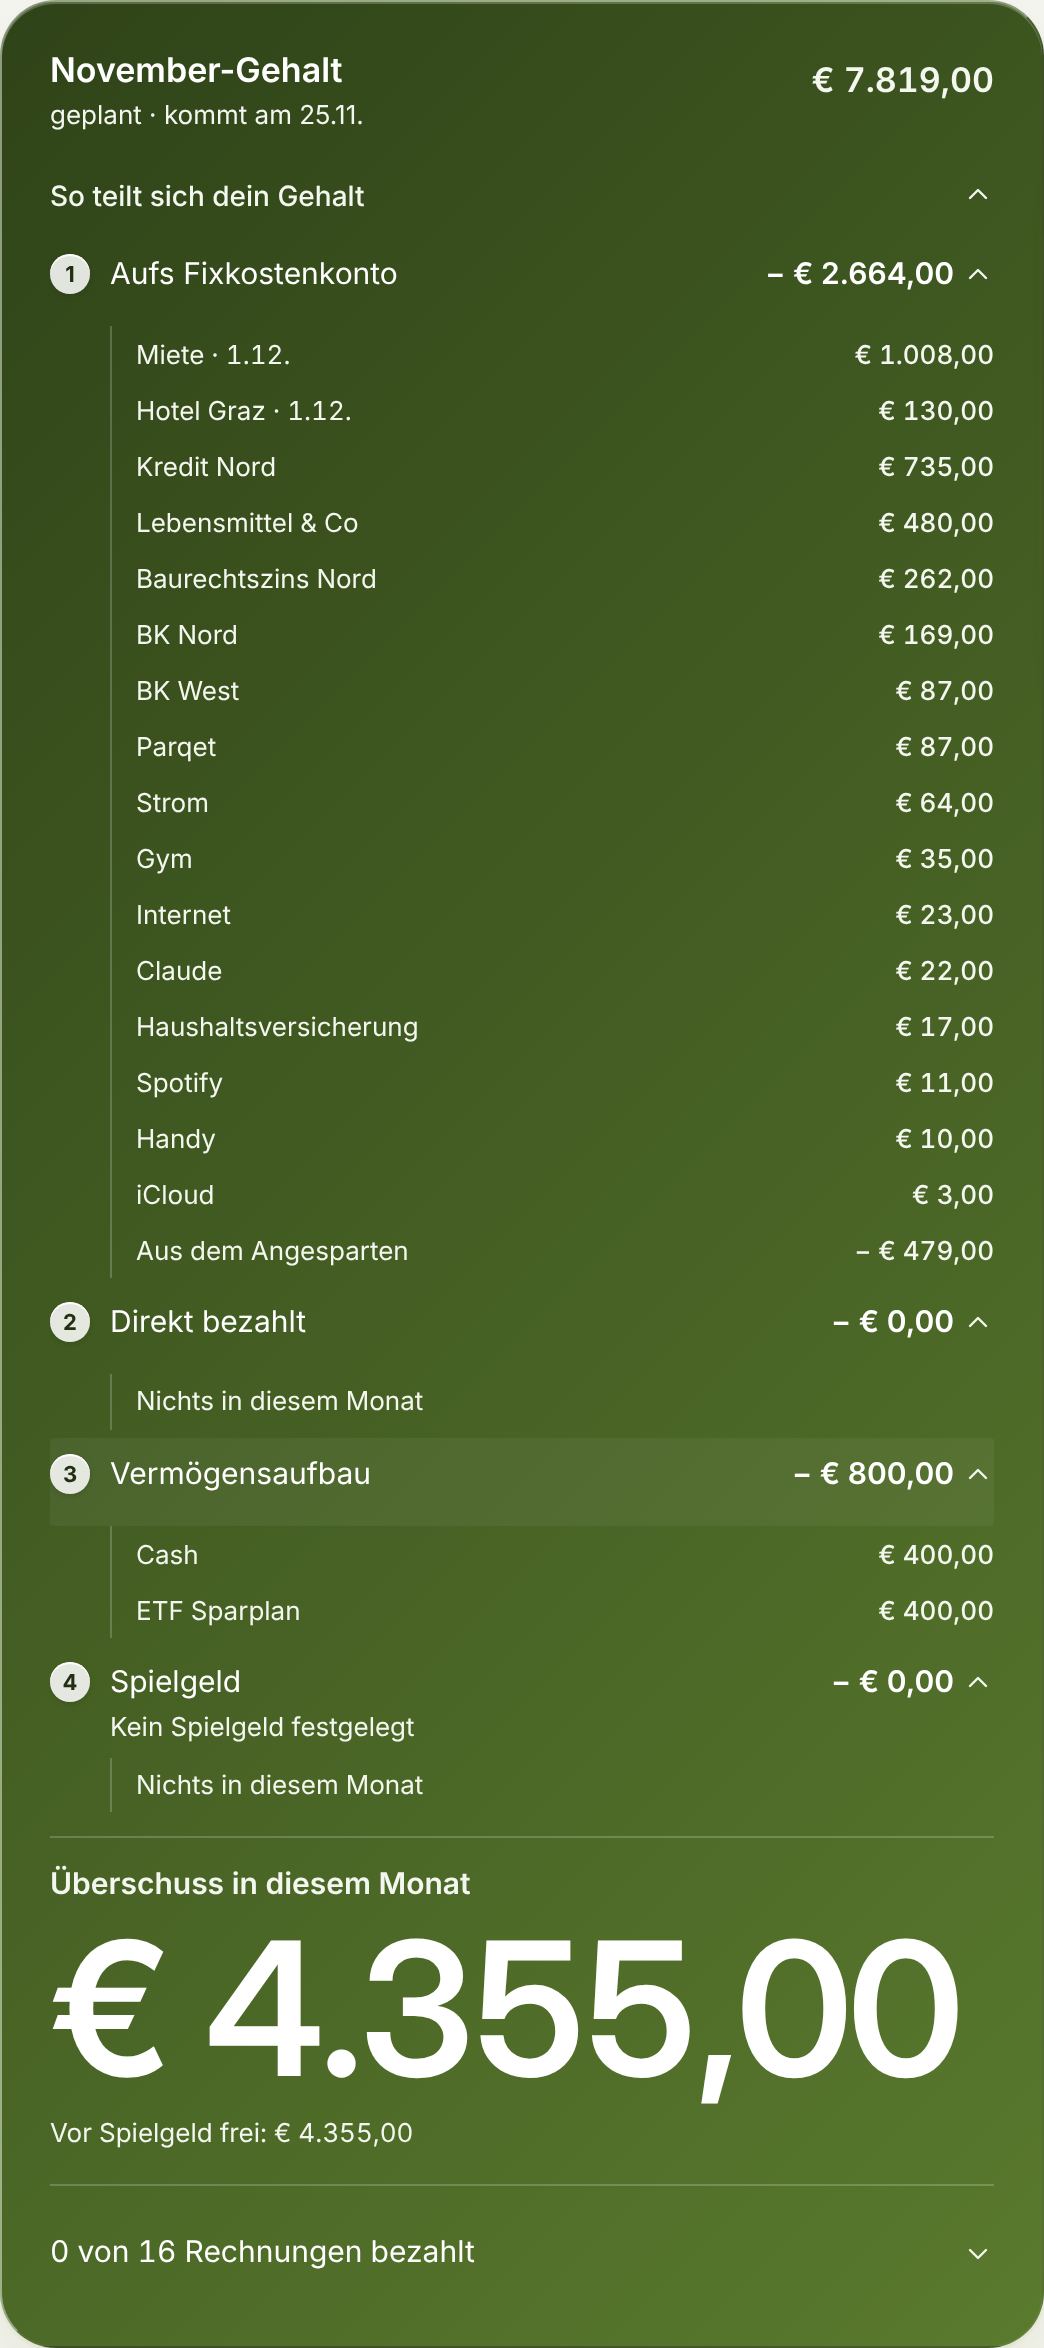 November-Gehalt
€ 7.819,00
geplant · kommt am 25.11.
So teilt sich dein Gehalt
1 Aufs Fixkostenkonto – € 2.664,00
Miete · 1.12. € 1.008,00
Hotel Graz · 1.12. € 130,00
Kredit Nord € 735,00
Lebensmittel & Co € 480,00
Baurechtszins Nord € 262,00
BK Nord € 169,00
BK West € 87,00
Parqet € 87,00
Strom € 64,00
Gym € 35,00
Internet € 23,00
Claude € 22,00
Haushaltsversicherung € 17,00
Spotify € 11,00
Handy € 10,00
iCloud € 3,00
Aus dem Angesparten – € 479,00
2 Direkt bezahlt – € 0,00
Nichts in diesem Monat
3 Vermögensaufbau – € 800,00
Cash € 400,00
ETF Sparplan € 400,00
4 Spielgeld – € 0,00
Kein Spielgeld festgelegt
Nichts in diesem Monat
Überschuss in diesem Monat
€ 4.355,00
Vor Spielgeld frei: € 4.355,00
0 von 16 Rechnungen bezahlt